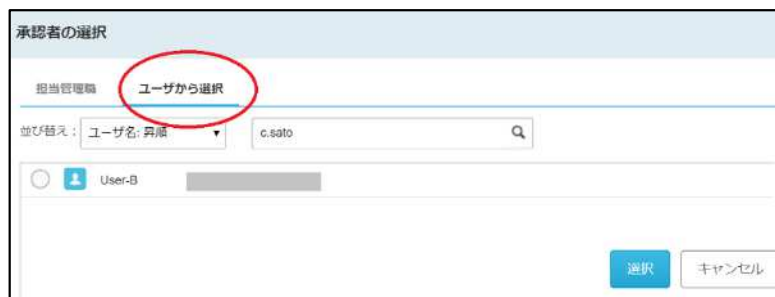 承認者の選択
担当管理職 ユーザから選択
並び替え： ユーザ名: 昇順 ▼ c.sato
User-B
選択 キャンセル